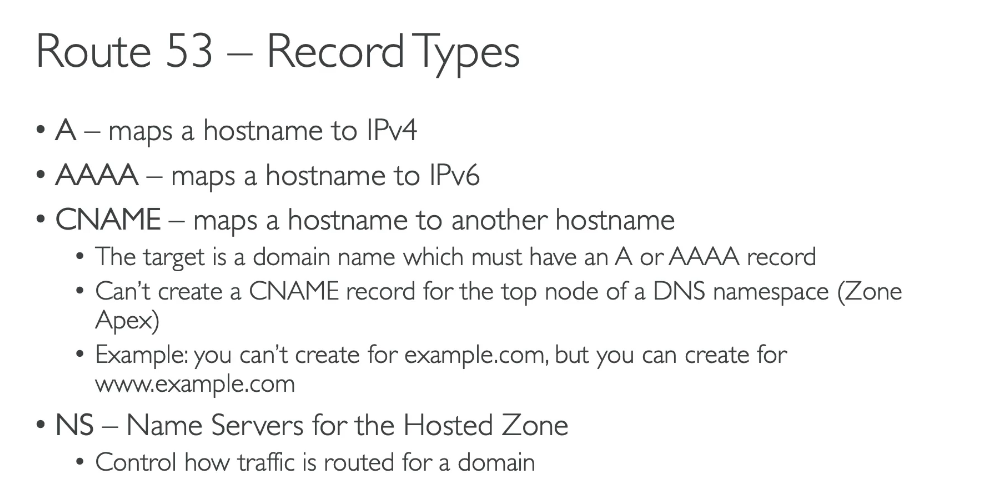 Route 53 – Record Types
• A – maps a hostname to IPv4
• AAAA – maps a hostname to IPv6
• CNAME – maps a hostname to another hostname
• The target is a domain name which must have an A or AAAA record
• Can't create a CNAME record for the top node of a DNS namespace (Zone
Apex)
• Example: you can't create for example.com, but you can create for
www.example.com
• NS – Name Servers for the Hosted Zone
• Control how traffic is routed for a domain